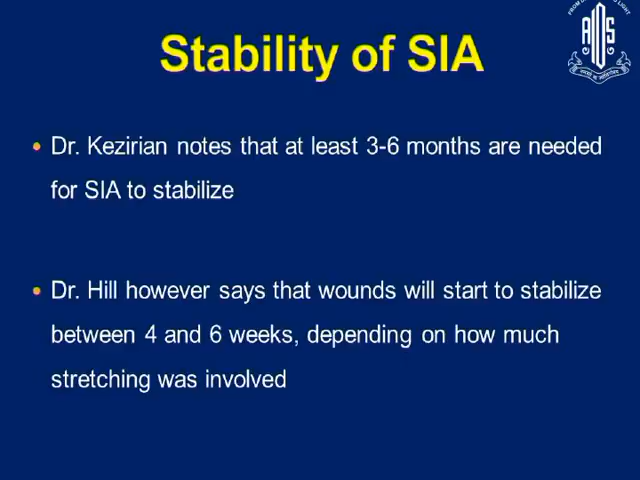 Stability of SIA
• Dr. Kezirian notes that at least 3-6 months are needed
for SIA to stabilize
• Dr. Hill however says that wounds will start to stabilize
between 4 and 6 weeks, depending on how much
stretching was involved
AIOS